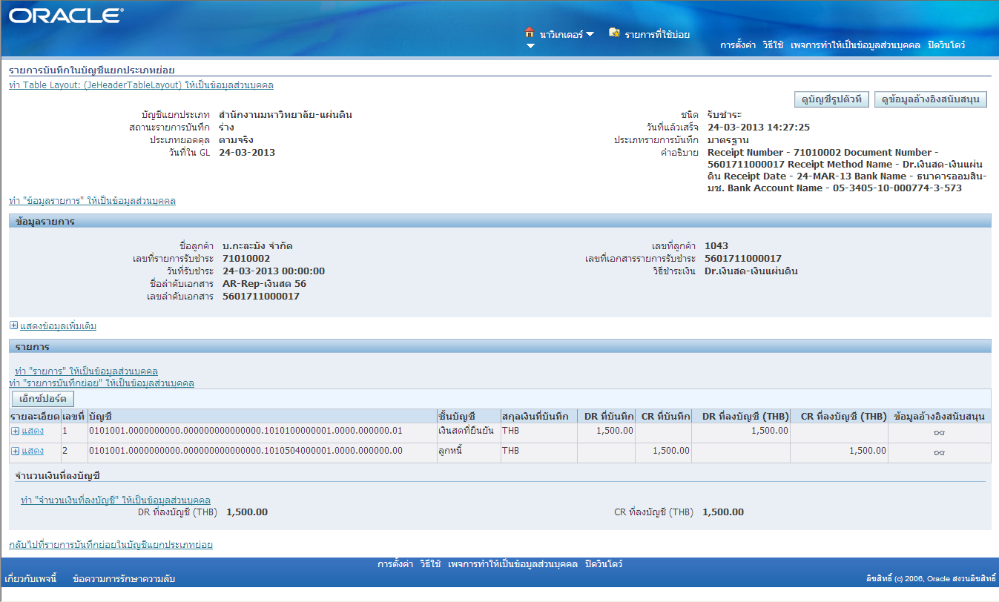 ORACLE®
นาวิเกเตอร์ รายการที่ใช้บ่อย
การตั้งค่า วิธีใช้ เพจการทำให้เป็นข้อมูลส่วนบุคคล ปิดวินโดว์
รายการบันทึกในบัญชีแยกประเภทย่อย
ทำ Table Layout: (JeHeaderTableLayout) ให้เป็นข้อมูลส่วนบุคคล
ดูบัญชีรูปตัวที ดูข้อมูลอ้างอิงสนับสนุน
บัญชีแยกประเภท สำนักงานมหาวิทยาลัย-แผ่นดิน
สถานะรายการบันทึก ร่าง
ประเภทยอดดุล ตามจริง
วันที่ใน GL 24-03-2013
ชนิด รับชำระ
วันที่แล้วเสร็จ 24-03-2013 14:27:25
ประเภทรายการบันทึก มาตรฐาน
คำอธิบาย Receipt Number - 71010002 Document Number -
5601711000017 Receipt Method Name - Dr.เงินสด-เงินแผ่น
ดิน Receipt Date - 24-MAR-13 Bank Name - ธนาคารออมสิน-
มช. Bank Account Name - 05-3405-10-000774-3-573
ทำ "ข้อมูลรายการ" ให้เป็นข้อมูลส่วนบุคคล
ข้อมูลรายการ
ชื่อลูกค้า บ.กะละมัง จำกัด
เลขที่รายการรับชำระ 71010002
วันที่รับชำระ 24-03-2013 00:00:00
ชื่อลำดับเอกสาร AR-Rep-เงินสด 56
เลขลำดับเอกสาร 5601711000017
เลขที่ลูกค้า 1043
เลขที่เอกสารรายการรับชำระ 5601711000017
วิธีชำระเงิน Dr.เงินสด-เงินแผ่นดิน
แสดงข้อมูลเพิ่มเติม
รายการ
ทำ "รายการ" ให้เป็นข้อมูลส่วนบุคคล
ทำ "รายการบันทึกย่อย" ให้เป็นข้อมูลส่วนบุคคล
เอ็กซ์ปอร์ต
รายละเอียด เลขที่ บัญชี ชั้นบัญชี สกุลเงินที่บันทึก DR ที่บันทึก CR ที่บันทึก DR ที่ลงบัญชี (THB) CR ที่ลงบัญชี (THB) ข้อมูลอ้างอิงสนับสนุน
แสดง 1 0101001.0000000000.000000000000000.1010100000001.0000.000000.01 เงินสดที่ยืนยัน THB 1,500.00 1,500.00
แสดง 2 0101001.0000000000.000000000000000.1010504000001.0000.000000.00 ลูกหนี้ THB 1,500.00 1,500.00
จำนวนเงินที่ลงบัญชี
ทำ "จำนวนเงินที่ลงบัญชี" ให้เป็นข้อมูลส่วนบุคคล
DR ที่ลงบัญชี (THB) 1,500.00 CR ที่ลงบัญชี (THB) 1,500.00
กลับไปที่รายการบันทึกย่อยในบัญชีแยกประเภทย่อย
การตั้งค่า วิธีใช้ เพจการทำให้เป็นข้อมูลส่วนบุคคล ปิดวินโดว์
เกี่ยวกับเพจนี้ ข้อความการรักษาความลับ ลิขสิทธิ์ (c) 2006, Oracle สงวนลิขสิทธิ์